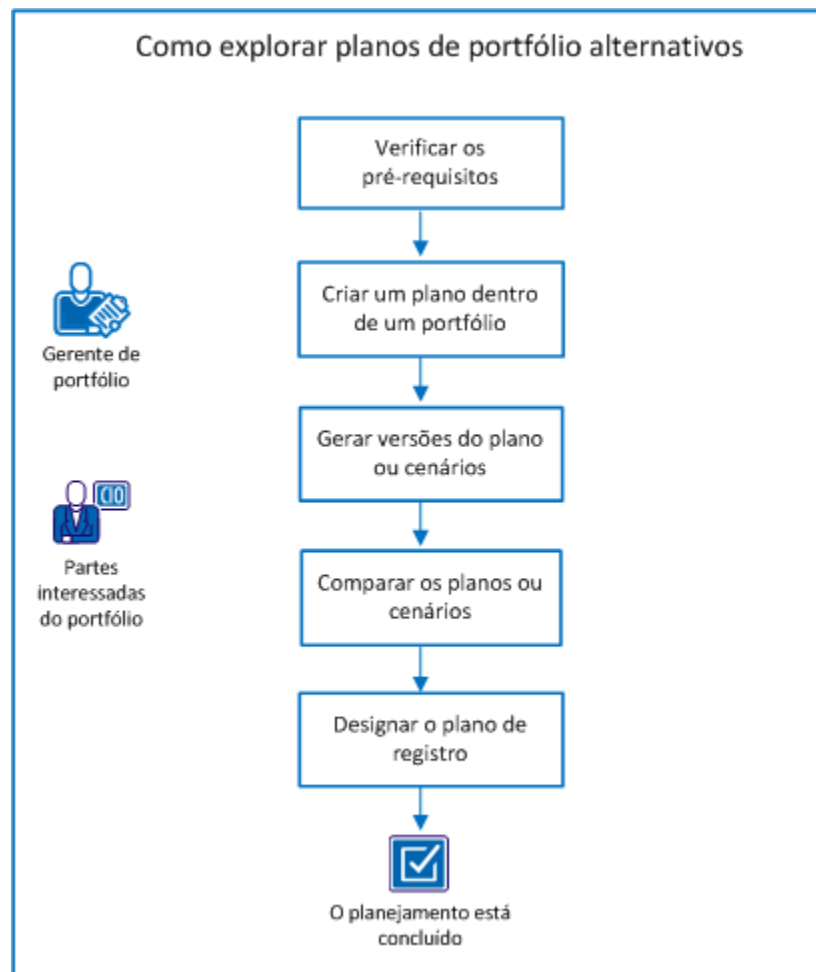 Como explorar planos de portfólio alternativos
Verificar os
pré-requisitos
Criar um plano dentro
de um portfólio
Gerente de
portfólio
Gerar versões do plano
ou cenários
CIO
Partes
interessadas
do portfólio
Comparar os planos ou
cenários
Designar o plano de
registro
O planejamento está
concluído